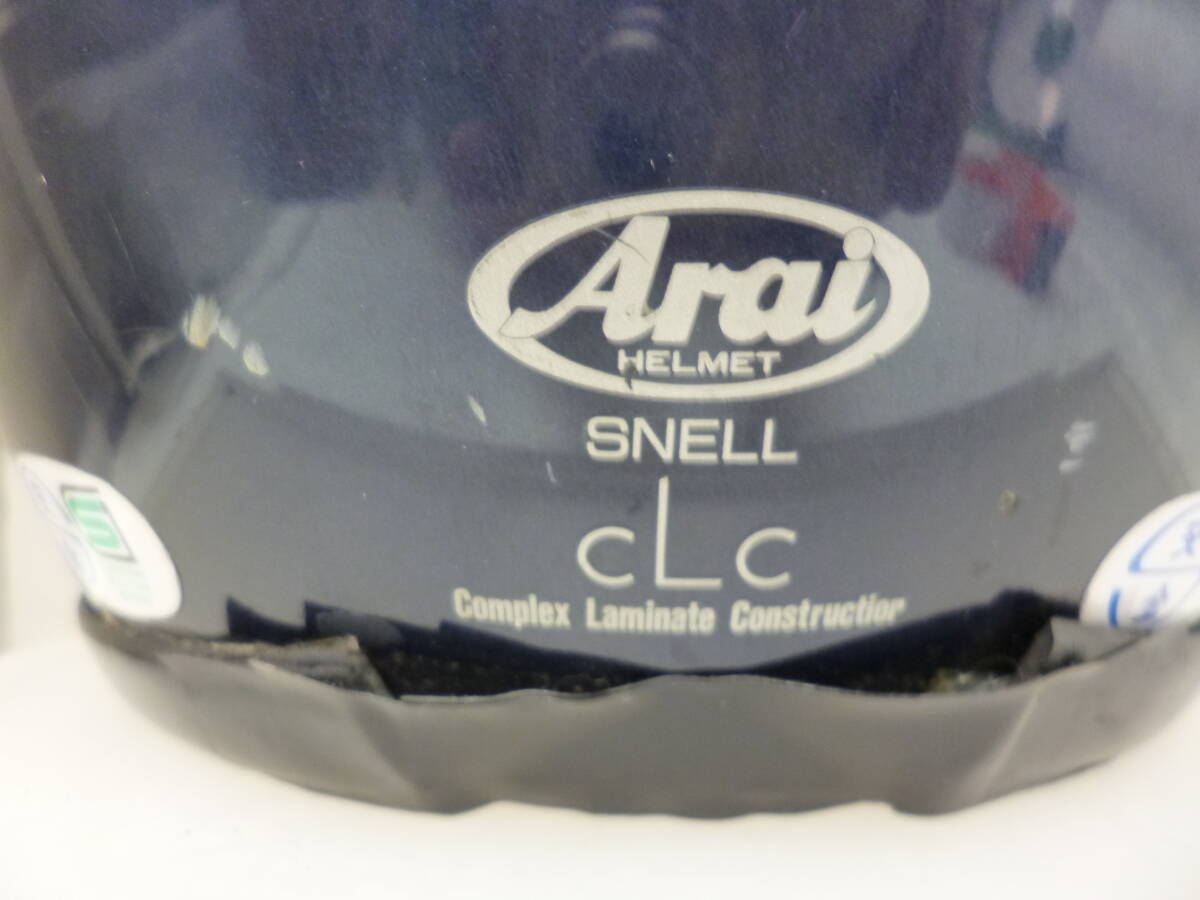 Arai
HELMET
SNELL
cLc
Complex Laminate Construction
S